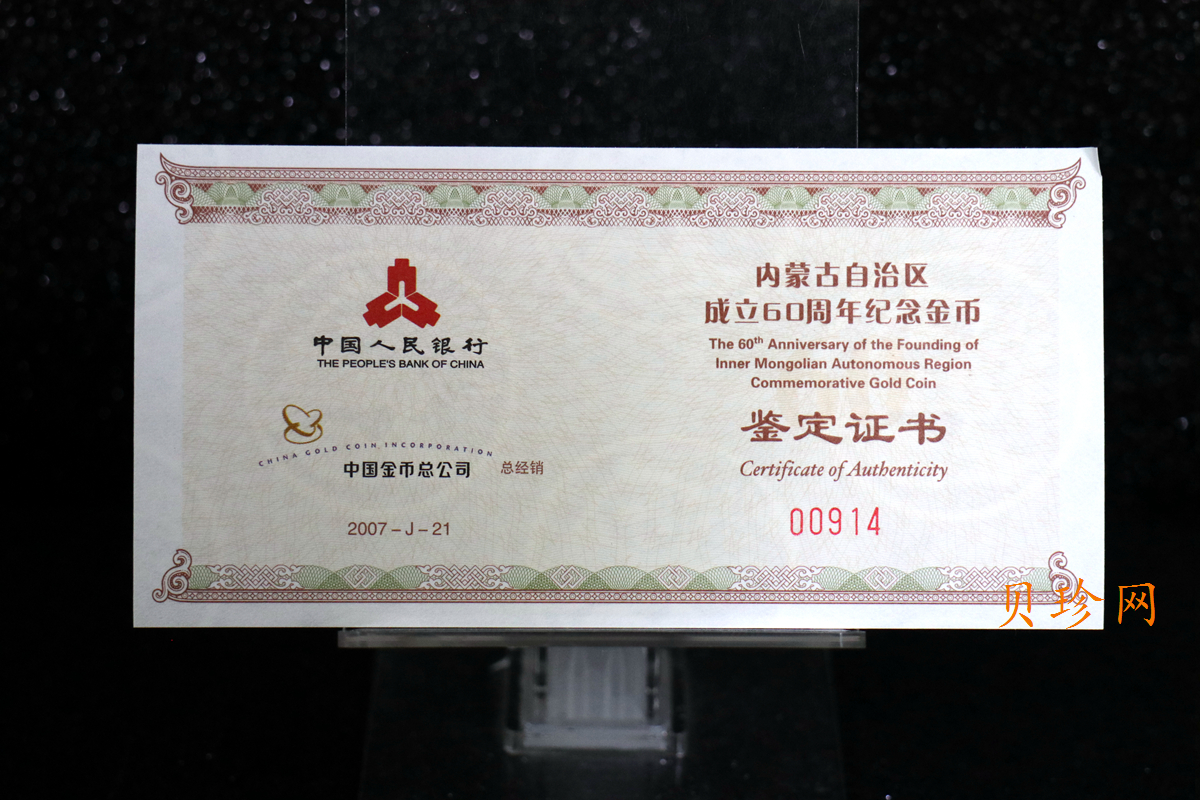 中国人民银行
THE PEOPLE'S BANK OF CHINA
CHINA GOLD COIN INCORPORATION
中国金币总公司 总经销
2007-J-21
内蒙古自治区
成立60周年纪念金币
The 60th Anniversary of the Founding of
Inner Mongolian Autonomous Region
Commemorative Gold Coin
鉴定证书
Certificate of Authenticity
00914
贝珍网